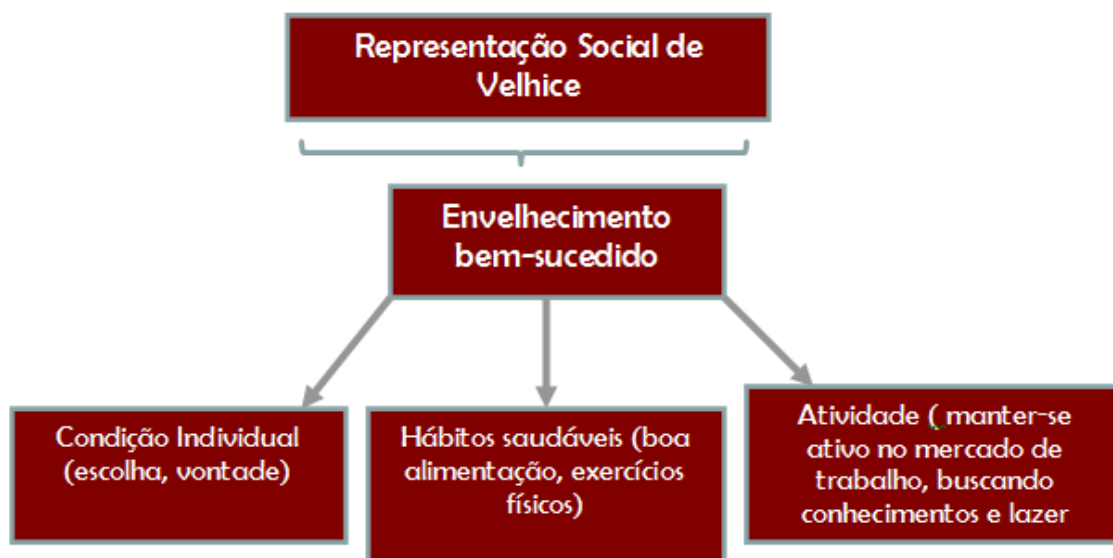 Representação Social de
Velhice
Envelhecimento
bem-sucedido
Condição Individual
(escolha, vontade)
Hábitos saudáveis (boa
alimentação, exercícios
físicos)
Atividade ( manter-se
ativo no mercado de
trabalho, buscando
conhecimentos e lazer